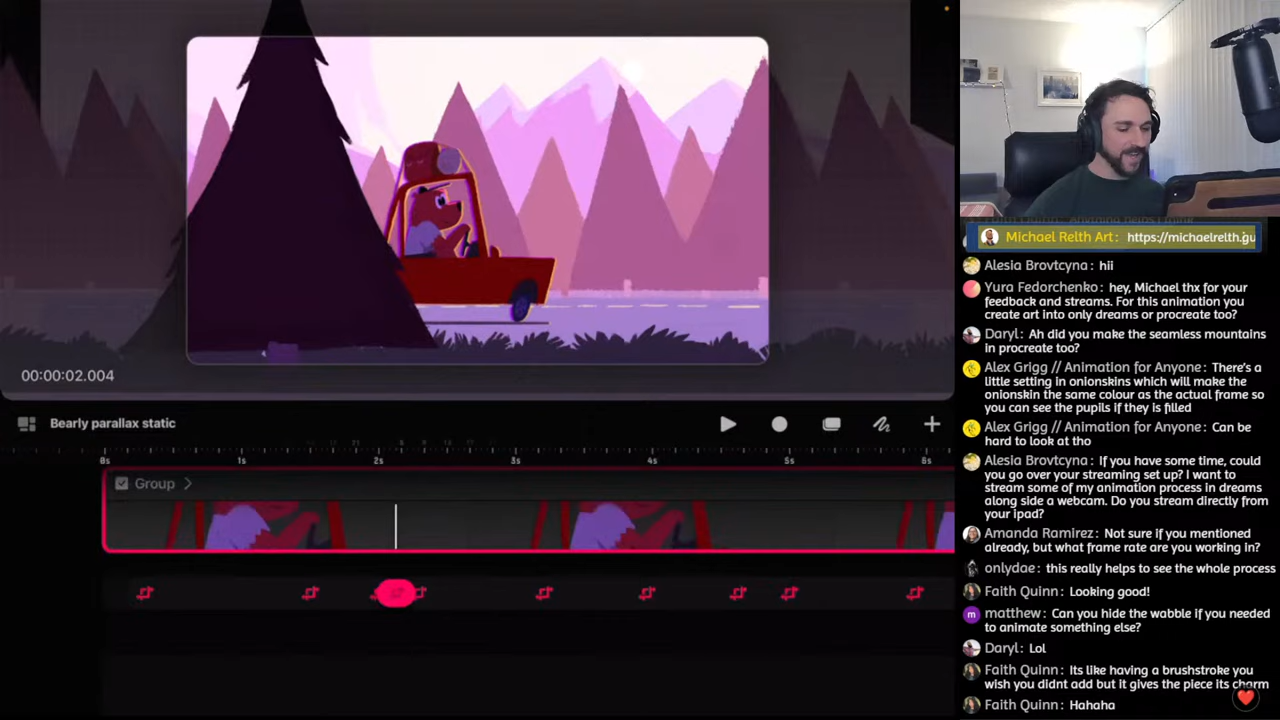 Michael Relth Art: https://michaelrelth.gu
Alesia Brovtcyna: hii
Yura Fedorchenko: hey, Michael thx for your
feedback and streams. For this animation you
create art into only dreams or procreate too?
Daryl: Ah did you make the seamless mountains
in procreate too?
Alex Grigg // Animation for Anyone: There's a
little setting in onionskins which will make the
onionskin the same colour as the actual frame so
you can see the pupils if they is filled
Alex Grigg // Animation for Anyone: Can be
hard to look at tho
Alesia Brovtcyna: if you have some time, could
you go over your streaming set up? I want to
stream some of my animation process in dreams
along side a webcam. Do you stream directly from
your ipad?
Amanda Ramirez: Not sure if you mentioned
already, but what frame rate are you working in?
onlydae: this really helps to see the whole process
Faith Quinn: Looking good!
m matthew: Can you hide the wabble if you needed
to animate something else?
Daryl: Lol
Faith Quinn: Its like having a brushstroke you
wish you didnt add but it gives the piece its charm
Faith Quinn: Hahaha
00:00:02.004
Bearly parallax static
0s 1s 2s 3s 4s 5s 6s
Group